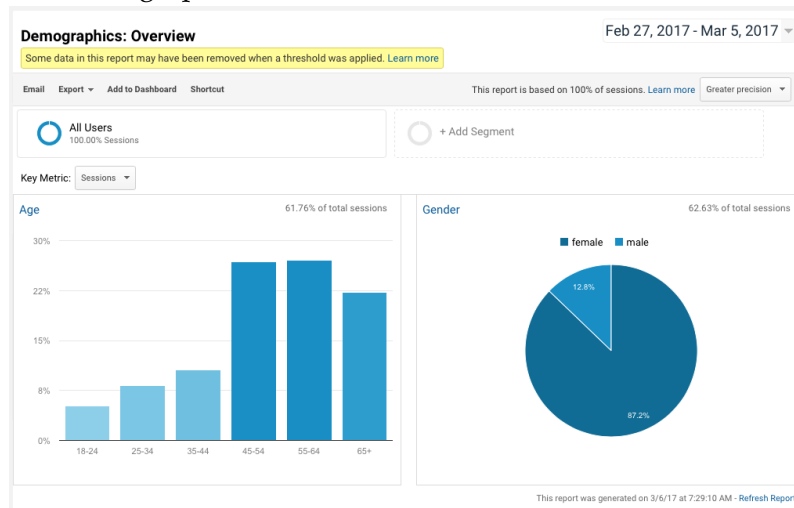 Demographics: Overview
Feb 27, 2017 - Mar 5, 2017
Some data in this report may have been removed when a threshold was applied. Learn more
Email Export Add to Dashboard Shortcut
This report is based on 100% of sessions. Learn more Greater precision
All Users
100.00% Sessions
+ Add Segment
Key Metric: Sessions
Age
61.76% of total sessions
30%
22%
15%
8%
0%
18-24 25-34 35-44 45-54 55-64 65+
Gender
62.63% of total sessions
female male
12.8%
87.2%
This report was generated on 3/6/17 at 7:29:10 AM - Refresh Report